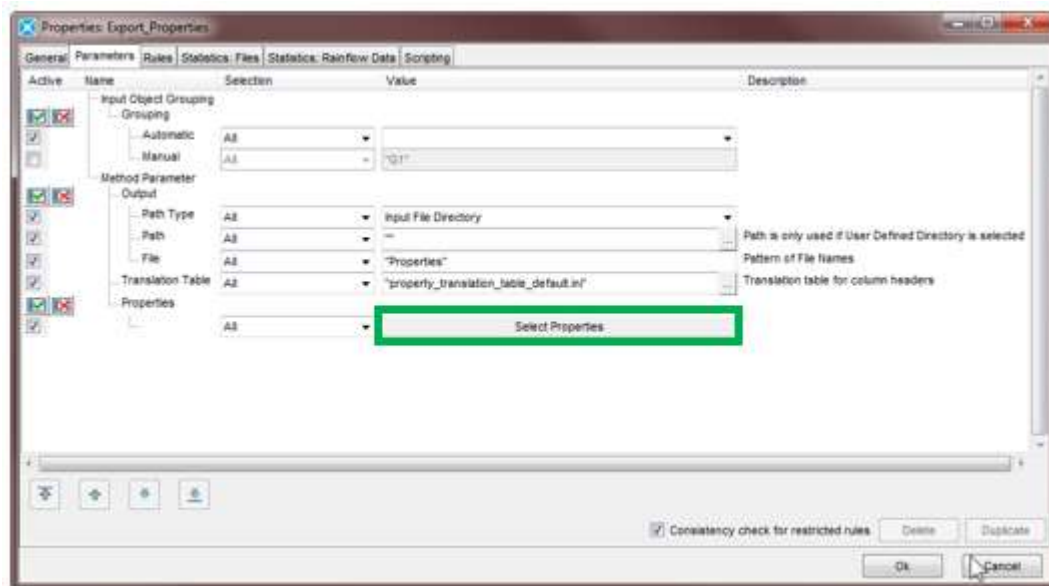 Properties: Export_Properties
General Parameters Rules Statistics: Files Statistics: Rainflow Data Scripting
Active Name Selection Value Description
Input Object Grouping
Grouping
Automatic All
Manual All "G1"
Method Parameter
Output
Path Type All Input File Directory
Path All "" ... Path is only used if User Defined Directory is selected
File All "Properties" Pattern of File Names
Translation Table All "property_translation_table_default.ini" ... Translation table for column headers
Properties
All Select Properties
Consistency check for restricted rules Delete Duplicate
Ok Cancel